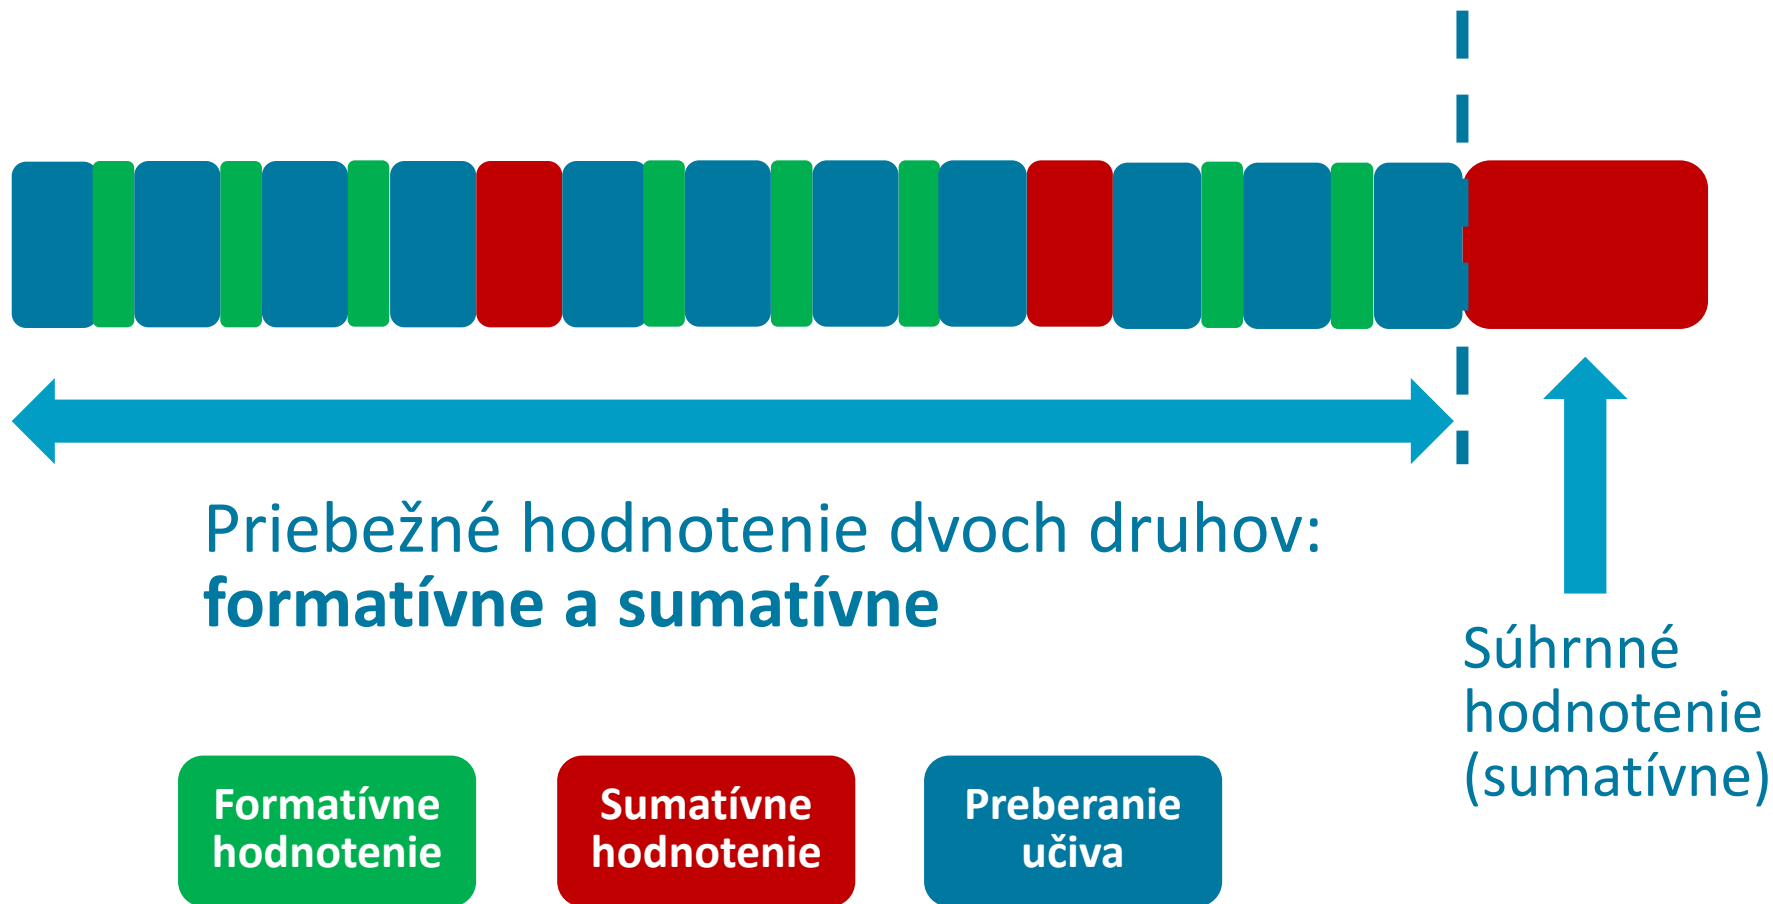 Priebežné hodnotenie dvoch druhov:
formatívne a sumatívne
Súhrnné
hodnotenie
(sumatívne)
Formatívne
hodnotenie
Sumatívne
hodnotenie
Preberanie
učiva